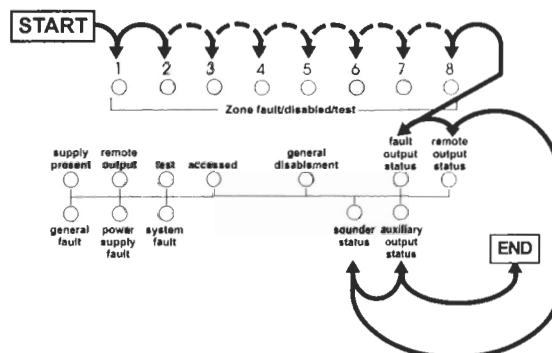 START
1 2 3 4 5 6 7 8
Zone fault/disabled/test
supply present
remote output
test
accessed
general disablement
fault output status
remote output status
general fault
power supply fault
system fault
sounder status
auxiliary output status
END